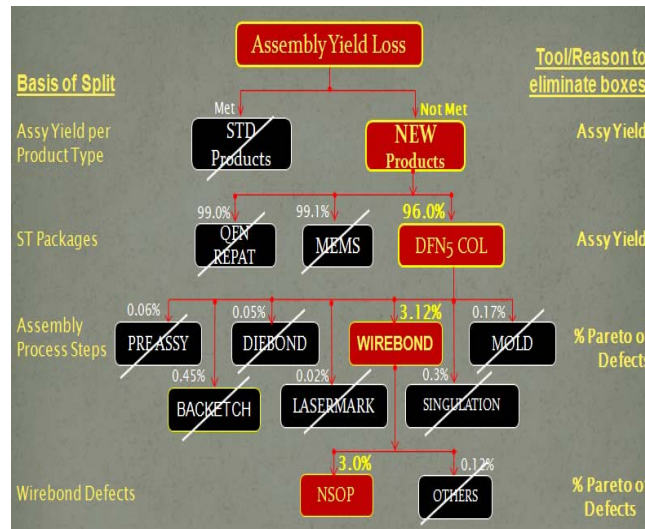 Assembly Yield Loss
Basis of Split
Tool/Reason to
eliminate boxes
Met
Not Met
Assy Yield per
Product Type
STD
Products
NEW
Products
Assy Yield
99.0%
99.1%
96.0%
ST Packages
QFN
REPAT
MEMS
DFN5 COL
Assy Yield
0.06%
0.05%
3.12%
0.17%
Assembly
Process Steps
PRE ASSY
DIEBOND
WIREBOND
MOLD
% Pareto o
Defects
0.45%
0.02%
0.3%
BACKETCH
LASERMARK
SINGULATION
3.0%
0.12%
Wirebond Defects
NSOP
OTHERS
% Pareto o
Defects